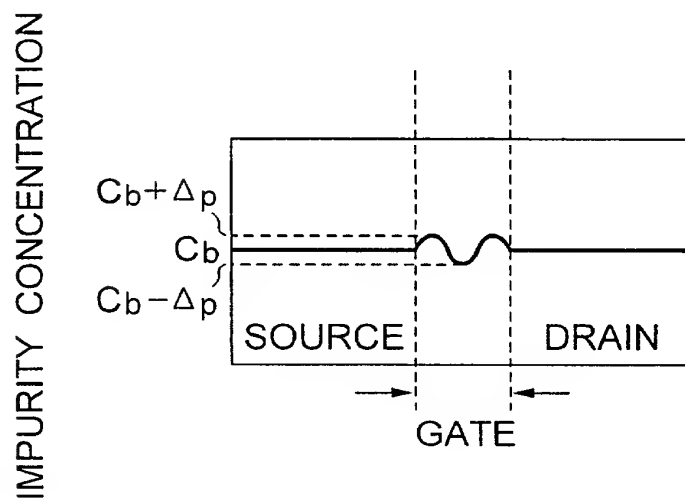 IMPURITY CONCENTRATION
Cb+Δp
Cb
Cb−Δp
SOURCE
DRAIN
GATE